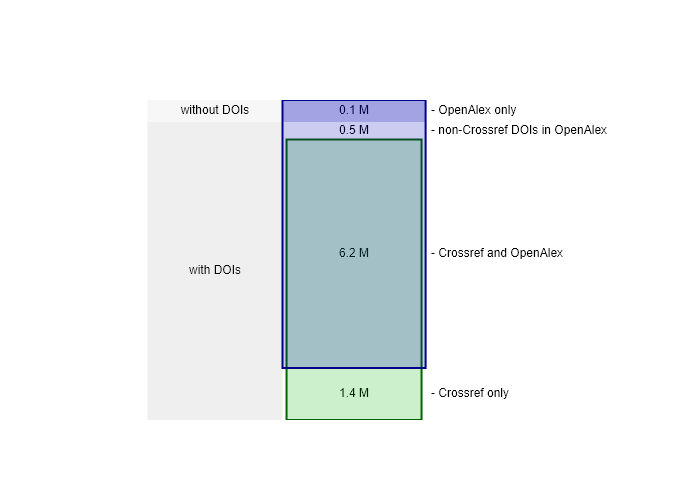 without DOIs 0.1 M - OpenAlex only
0.5 M - non-Crossref DOIs in OpenAlex
6.2 M - Crossref and OpenAlex
with DOIs
1.4 M - Crossref only